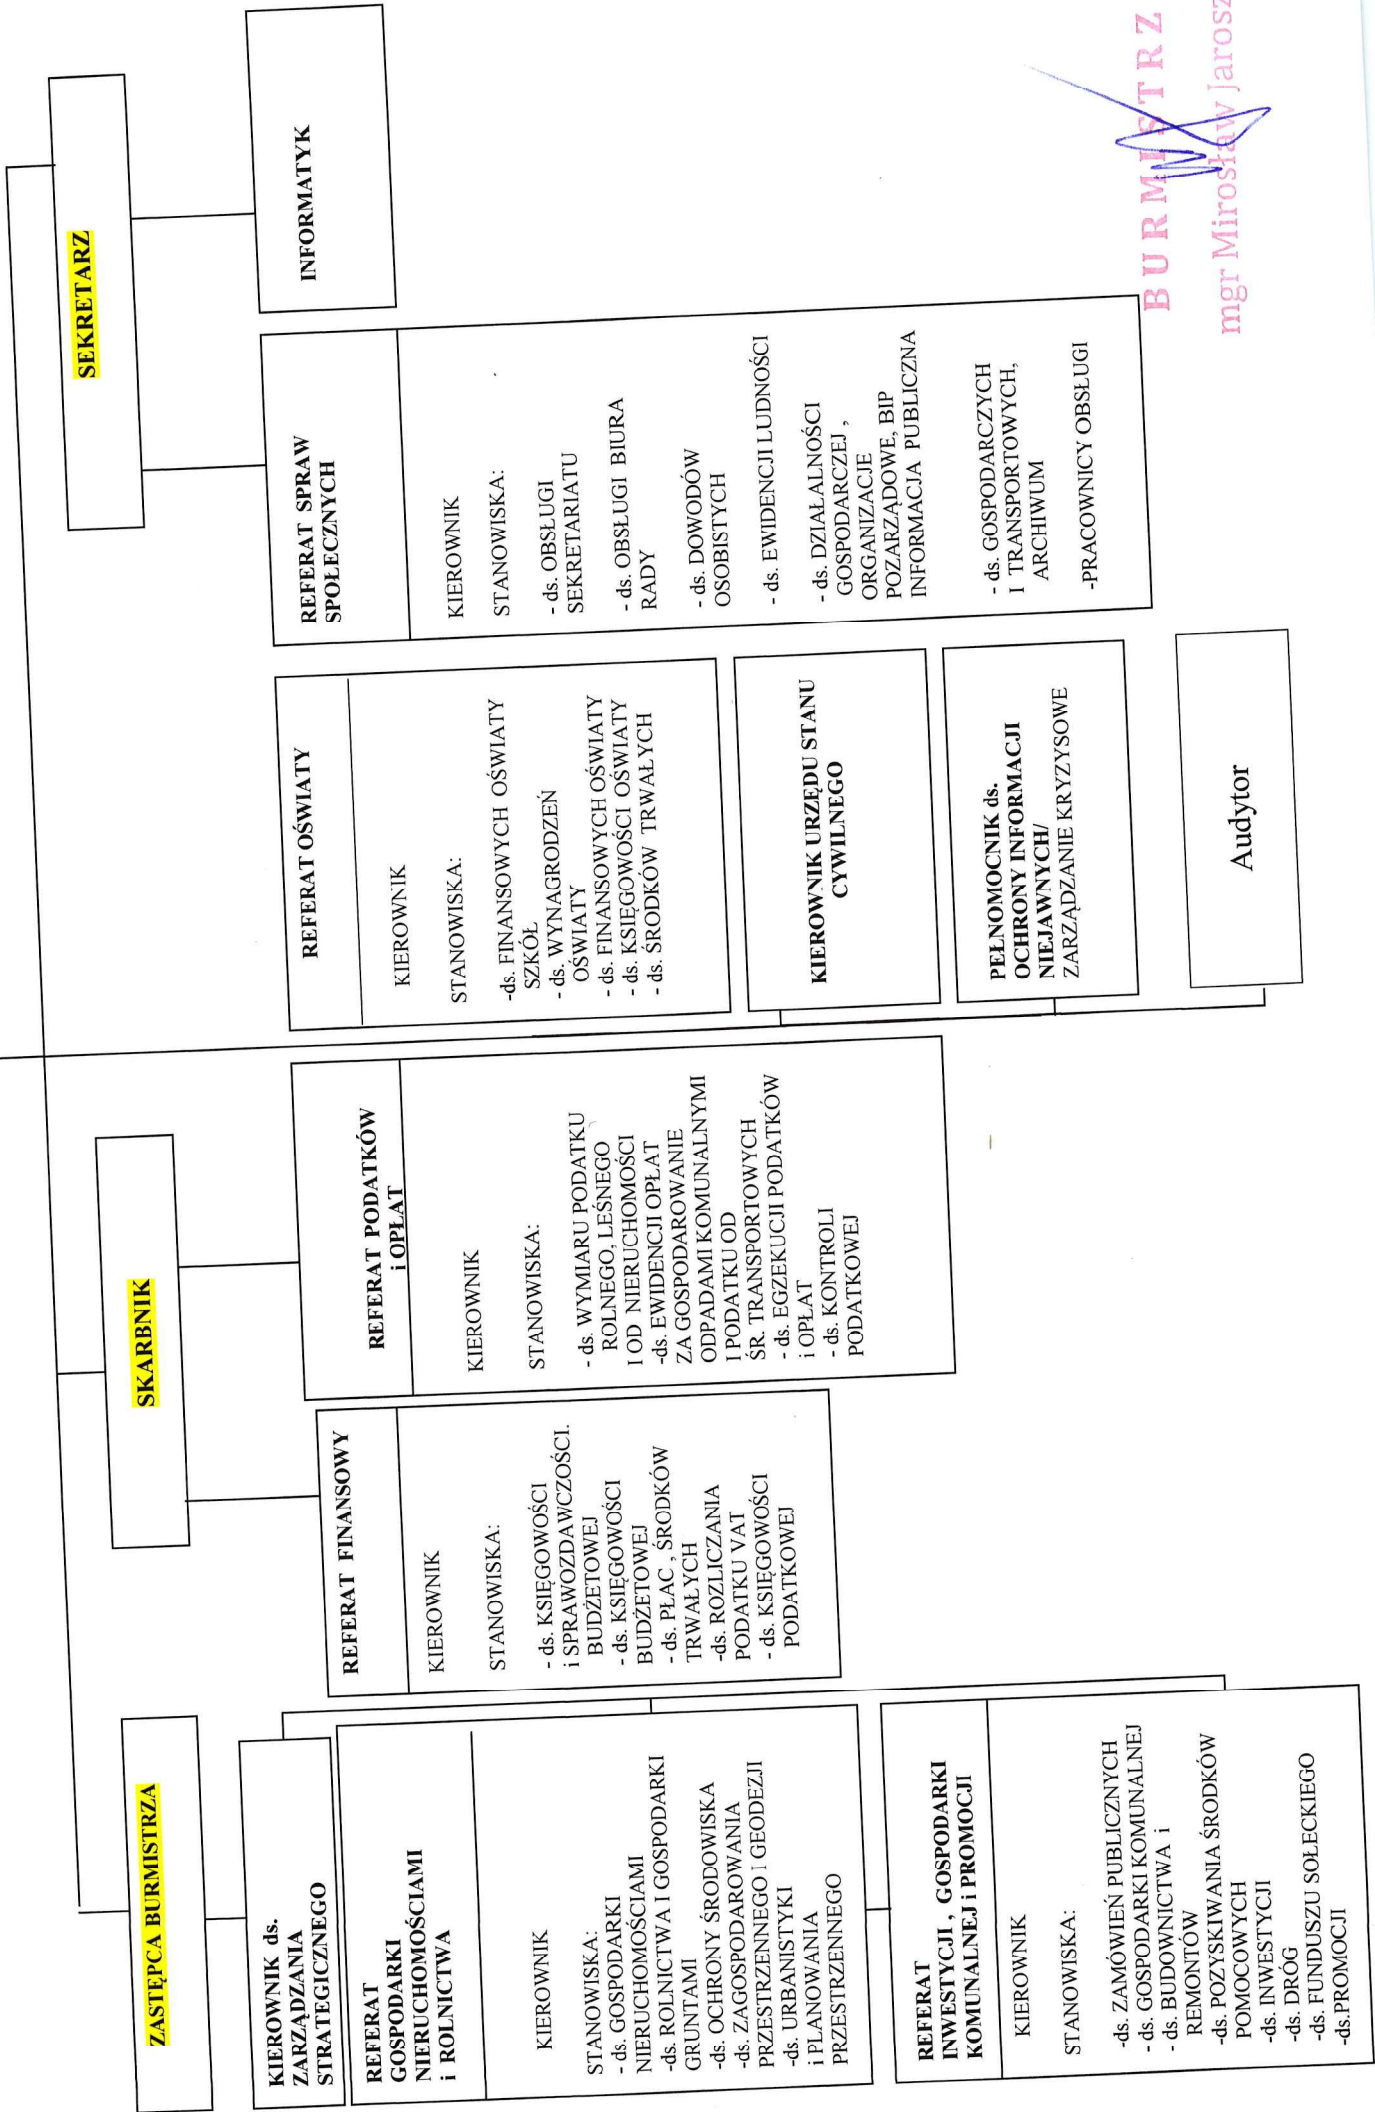 ZASTĘPCA BURMISTRZA
SKARBNIK
SEKRETARZ
KIEROWNIK ds.
ZARZĄDZANIA
STRATEGICZNEGO
REFERAT
GOSPODARKI
NIERUCHOMOŚCIAMI
i ROLNICTWA
KIEROWNIK
STANOWISKA:
- ds. GOSPODARKI
NIERUCHOMOŚCIAMI
-ds. ROLNICTWA I GOSPODARKI
GRUNTAMI
-ds. OCHRONY ŚRODOWISKA
-ds. ZAGOSPODAROWANIA
PRZESTRZENNEGO I GEODEZJI
-ds. URBANISTYKI
i PLANOWANIA
PRZESTRZENNEGO
REFERAT
INWESTYCJI , GOSPODARKI
KOMUNALNEJ i PROMOCJI
KIEROWNIK
STANOWISKA:
-ds. ZAMÓWIEŃ PUBLICZNYCH
- ds. GOSPODARKI KOMUNALNEJ
- ds. BUDOWNICTWA i
REMONTÓW
-ds. POZYSKIWANIA ŚRODKÓW
POMOCOWYCH
-ds. INWESTYCJI
-ds. DRÓG
-ds. FUNDUSZU SOŁECKIEGO
-ds.PROMOCJI
REFERAT FINANSOWY
KIEROWNIK
STANOWISKA:
- ds. KSIĘGOWOŚCI
i SPRAWOZDAWCZOŚCI.
BUDŻETOWEJ
- ds. KSIĘGOWOŚCI
BUDŻETOWEJ
- ds. PŁAC , ŚRODKÓW
TRWAŁYCH
-ds. ROZLICZANIA
PODATKU VAT
- ds. KSIĘGOWOŚCI
PODATKOWEJ
REFERAT PODATKÓW
i OPŁAT
KIEROWNIK
STANOWISKA:
- ds. WYMIARU PODATKU
ROLNEGO, LEŚNEGO
I OD NIERUCHOMOŚCI
-ds. EWIDENCJI OPŁAT
ZA GOSPODAROWANIE
ODPADAMI KOMUNALNYMI
I PODATKU OD
ŚR. TRANSPORTOWYCH
- ds. EGZEKUCJI PODATKÓW
i OPŁAT
- ds. KONTROLI
PODATKOWEJ
REFERAT OŚWIATY
KIEROWNIK
STANOWISKA:
-ds. FINANSOWYCH OŚWIATY
SZKÓŁ
- ds. WYNAGRODZEŃ
OŚWIATY
- ds. FINANSOWYCH OŚWIATY
- ds. KSIĘGOWOŚCI OŚWIATY
- ds. ŚRODKÓW TRWAŁYCH
KIEROWNIK URZĘDU STANU
CYWILNEGO
PEŁNOMOCNIK ds.
OCHRONY INFORMACJI
NIEJAWNYCH/
ZARZĄDZANIE KRYZYSOWE
Audytor
REFERAT SPRAW
SPOŁECZNYCH
KIEROWNIK
STANOWISKA:
- ds. OBSŁUGI
SEKRETARIATU
- ds. OBSŁUGI BIURA
RADY
- ds. DOWODÓW
OSOBISTYCH
- ds. EWIDENCJI LUDNOŚCI
- ds. DZIAŁALNOŚCI
GOSPODARCZEJ ,
ORGANIZACJE
POZARZĄDOWE, BIP
INFORMACJA PUBLICZNA
- ds. GOSPODARCZYCH
I TRANSPORTOWYCH,
ARCHIWUM
-PRACOWNICY OBSŁUGI
INFORMATYK
BURMISTRZ
mgr Mirosław Jarosz